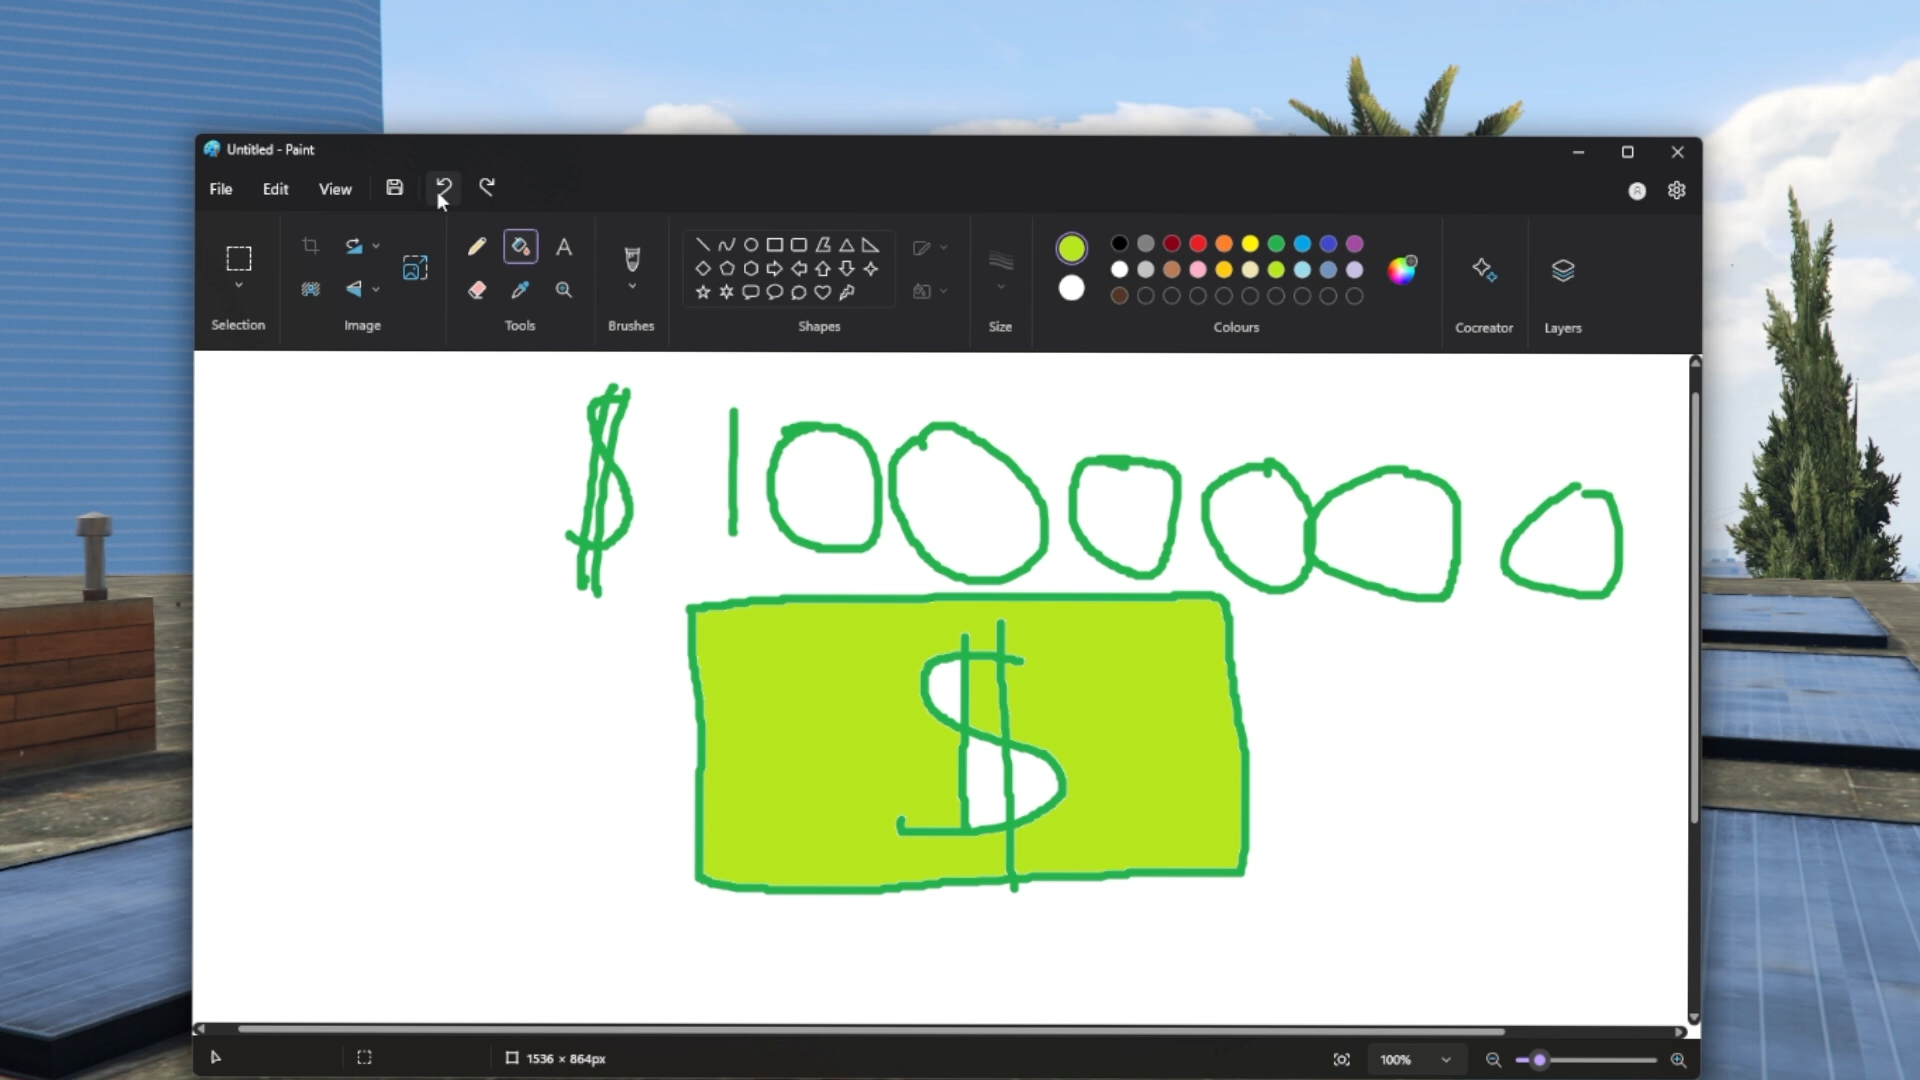 Untitled - Paint
File Edit View
Selection Image Tools Brushes Shapes Size Colours Cocreator Layers
$ 1000000
$
1536 × 864px 100%